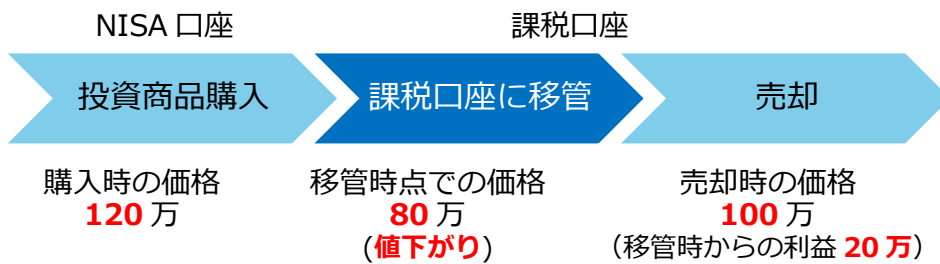 NISA 口座
課税口座
投資商品購入
課税口座に移管
売却
購入時の価格
120 万
移管時点での価格
80 万
(値下がり)
売却時の価格
100 万
（移管時からの利益 20 万）